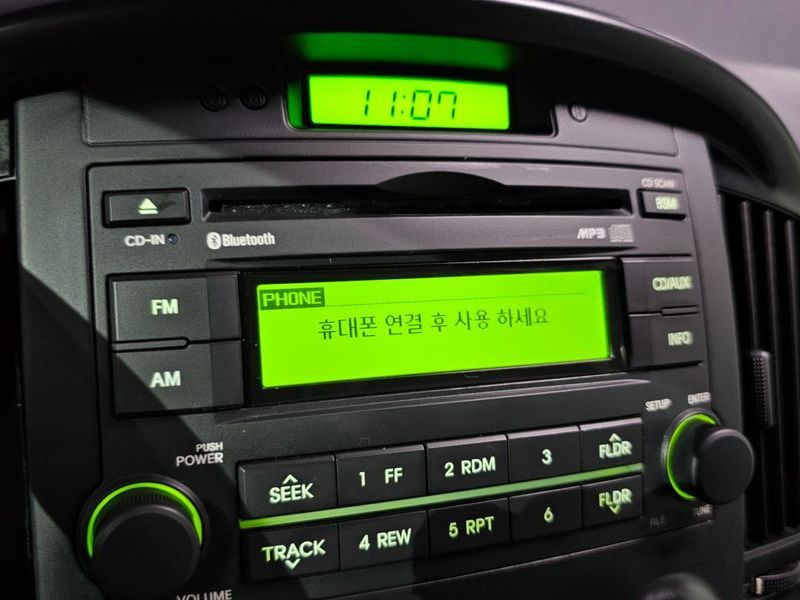 11:07
CD SCAN
BSM
CD-IN
Bluetooth
MP3
FM
CD/AUX
PHONE
휴대폰 연결 후 사용 하세요
AM
INFO
SETUP
ENTER
PUSH
POWER
SEEK
1 FF
2 RDM
3
FLDR
TRACK
4 REW
5 RPT
6
FLDR
FILE
TUNE
VOLUME